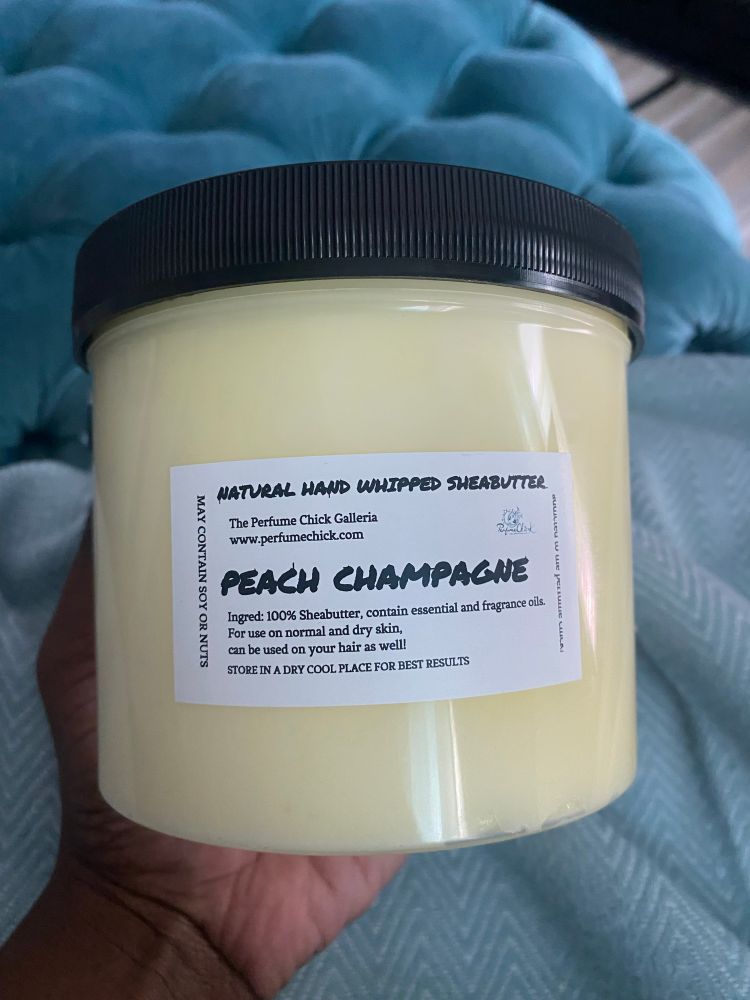 NATURAL HAND WHIPPED SHEABUTTER
The Perfume Chick Galleria
www.perfumechick.com
PEACH CHAMPAGNE
Ingred: 100% Sheabutter, contain essential and fragrance oils.
For use on normal and dry skin,
can be used on your hair as well!
STORE IN A DRY COOL PLACE FOR BEST RESULTS
MAY CONTAIN SOY OR NUTS